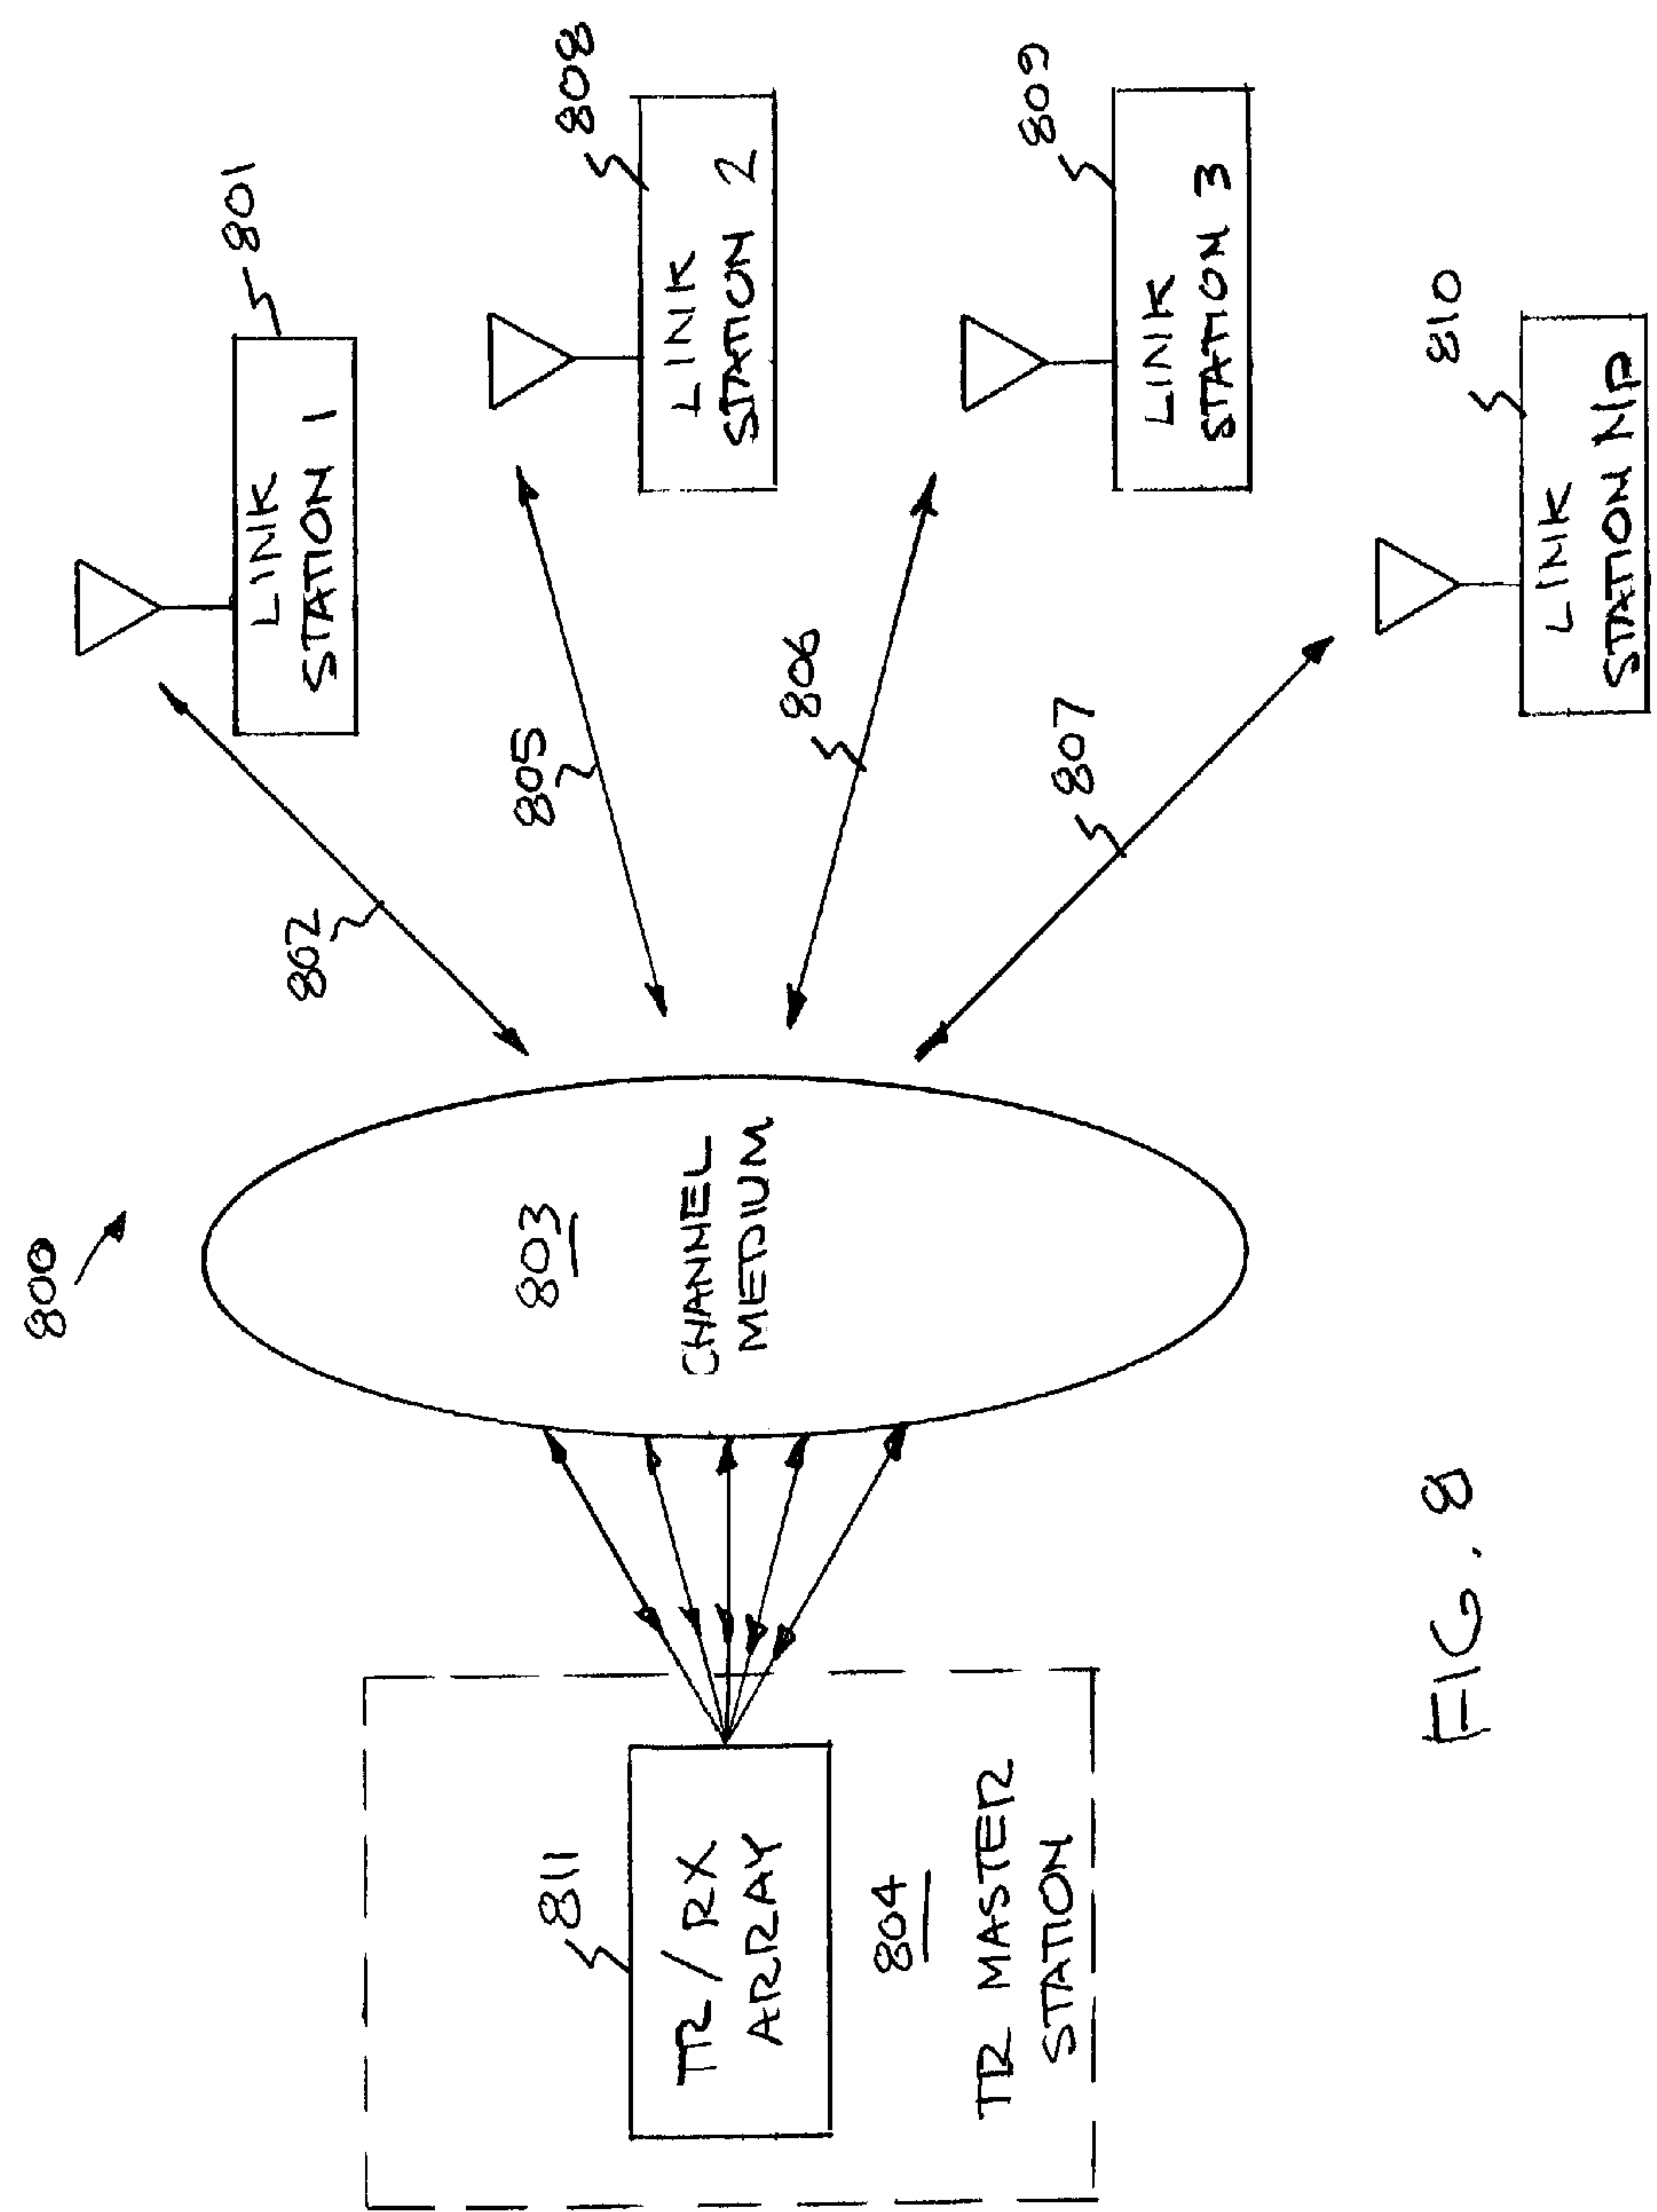 800
801
LINK
STATION 1
802
808
LINK
STATION 2
805
803
CHANNEL
MEDIUM
806
809
LINK
STATION 3
807
810
LINK
STATION NP
811
TR/RX
ARRAY
804
TR MASTER
STATION
FIG. 8